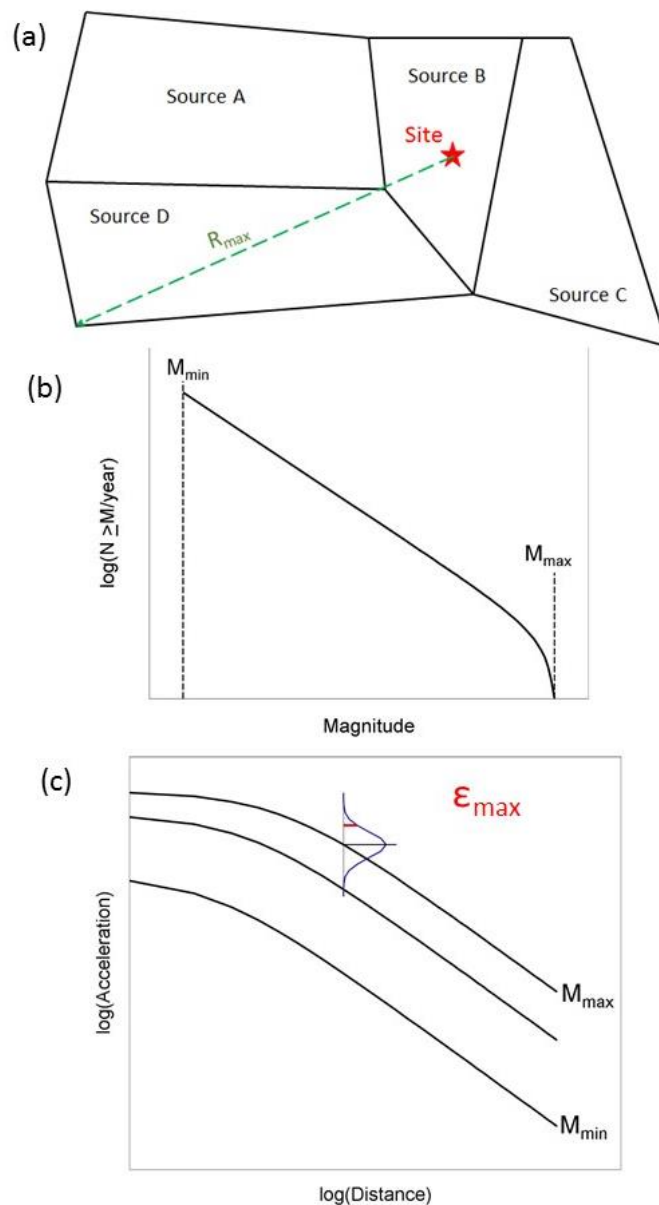 (a)
Source A
Source B
Site
Source D
Rmax
Source C
(b)
Mmin
Mmax
log(N ≥M/year)
Magnitude
(c)
εmax
log(Acceleration)
Mmax
Mmin
log(Distance)